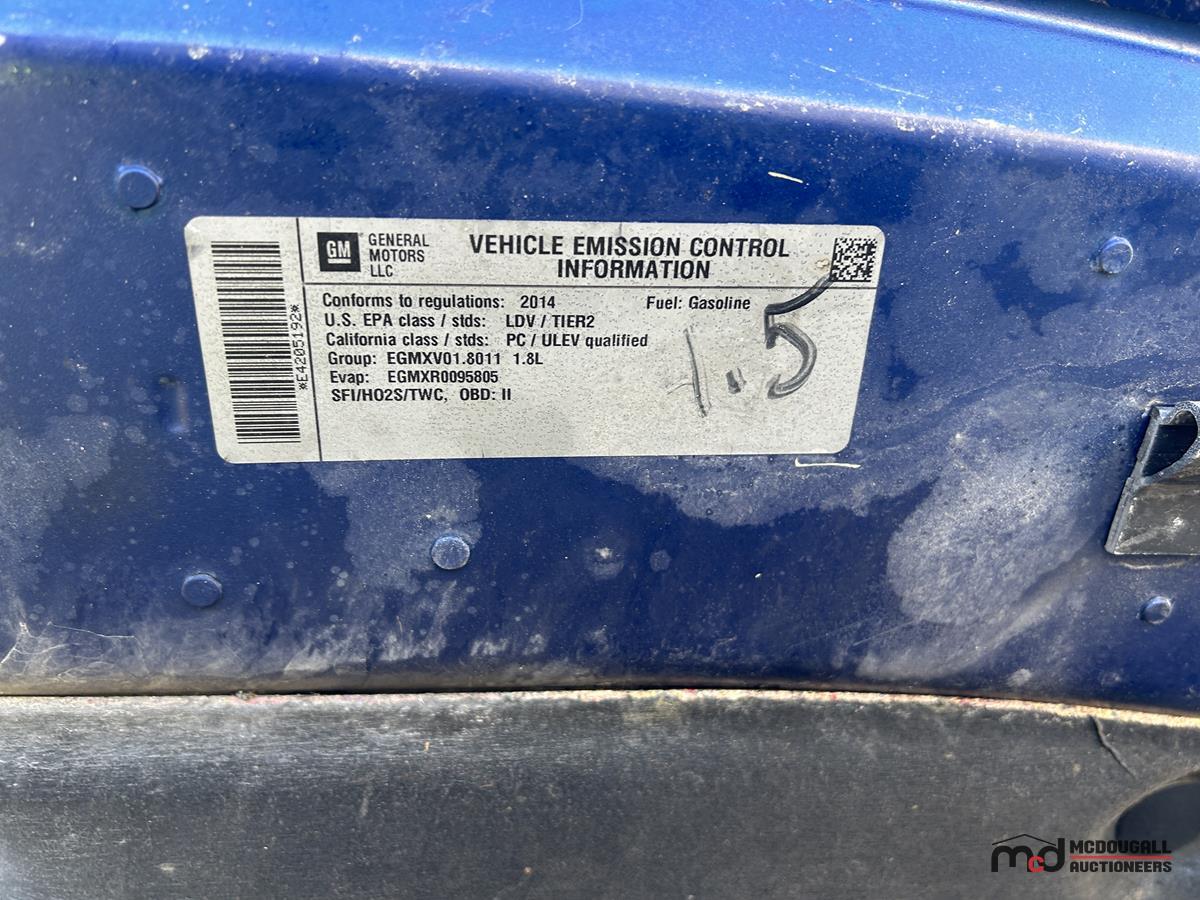 *E4205192*
GM
GENERAL
MOTORS
LLC
VEHICLE EMISSION CONTROL
INFORMATION
Conforms to regulations: 2014 Fuel: Gasoline
U.S. EPA class / stds: LDV / TIER2
California class / stds: PC / ULEV qualified
Group: EGMXV01.8011 1.8L
Evap: EGMXR0095805
SFI/HO2S/TWC, OBD: II
1.5
mcd MCDOUGALL
AUCTIONEERS